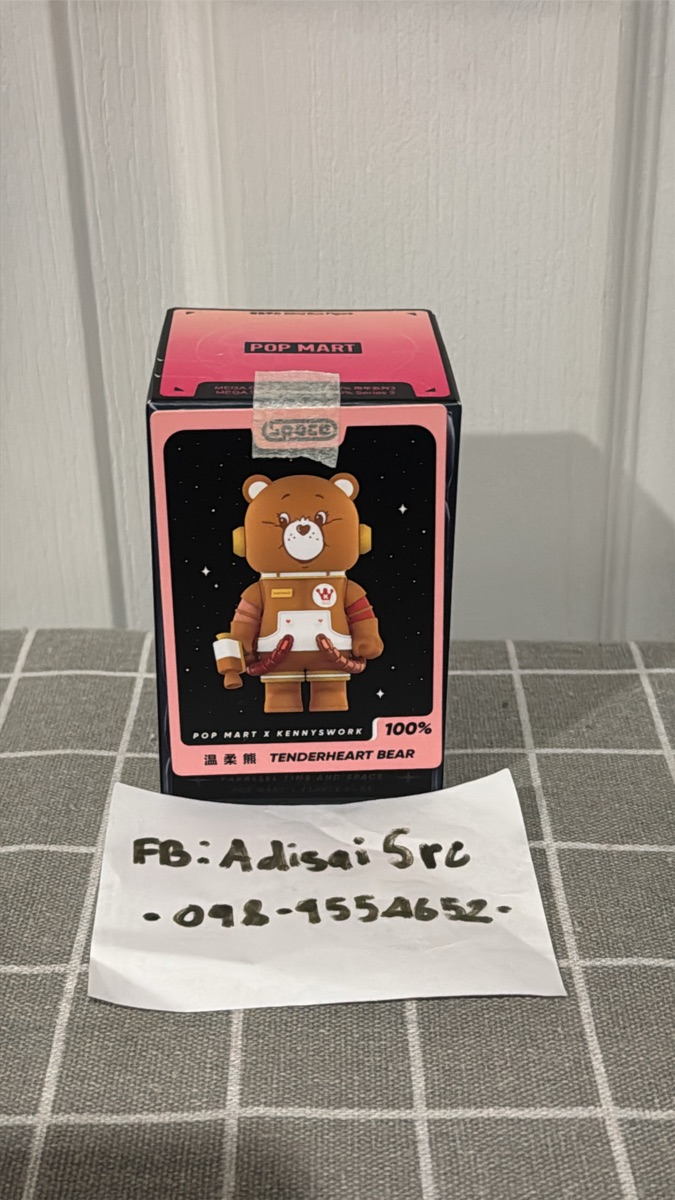 POP MART
Space
POP MART X KENNYSWORK
100%
溫柔熊 TENDERHEART BEAR
FB: Adisai Src
• 098-9554652•